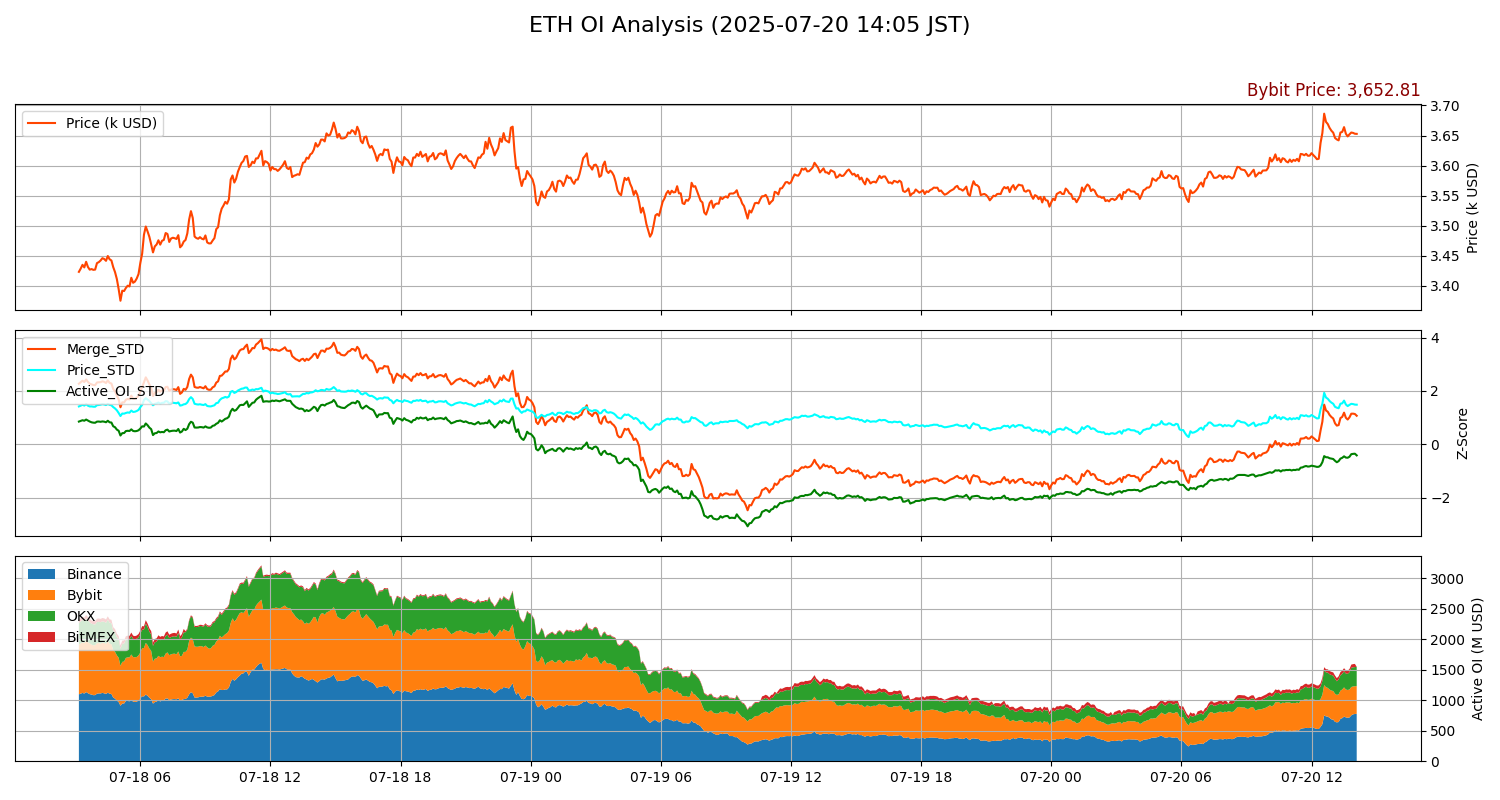 ETH OI Analysis (2025-07-20 14:05 JST)
Bybit Price: 3,652.81
Price (k USD)
3.70
3.65
3.60
3.55
3.50
3.45
3.40
Price (k USD)
Merge_STD
Price_STD
Active_OI_STD
4
2
0
−2
Z-Score
Binance
Bybit
OKX
BitMEX
3000
2500
2000
1500
1000
500
0
Active OI (M USD)
07-18 06
07-18 12
07-18 18
07-19 00
07-19 06
07-19 12
07-19 18
07-20 00
07-20 06
07-20 12